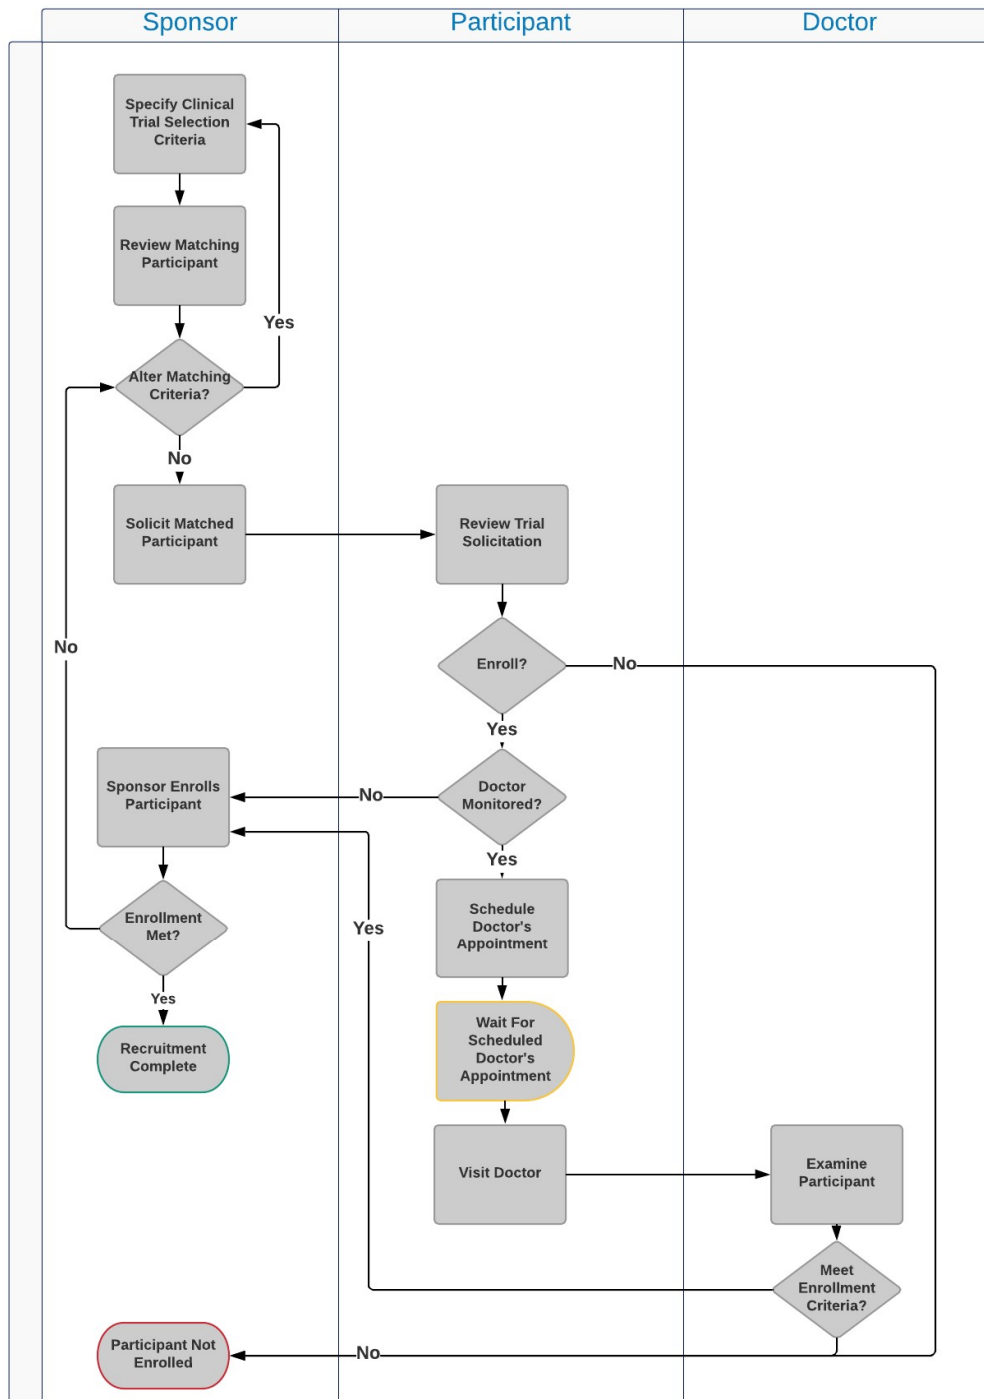 Sponsor
Participant
Doctor
Specify Clinical
Trial Selection
Criteria
Review Matching
Participant
Yes
Alter Matching
Criteria?
No
Solicit Matched
Participant
Review Trial
Solicitation
No
Enroll?
No
Yes
Sponsor Enrolls
Participant
No
Doctor
Monitored?
Yes
Enrollment
Met?
Yes
Schedule
Doctor's
Appointment
Yes
Recruitment
Complete
Wait For
Scheduled
Doctor's
Appointment
Visit Doctor
Examine
Participant
Meet
Enrollment
Criteria?
Participant Not
Enrolled
No